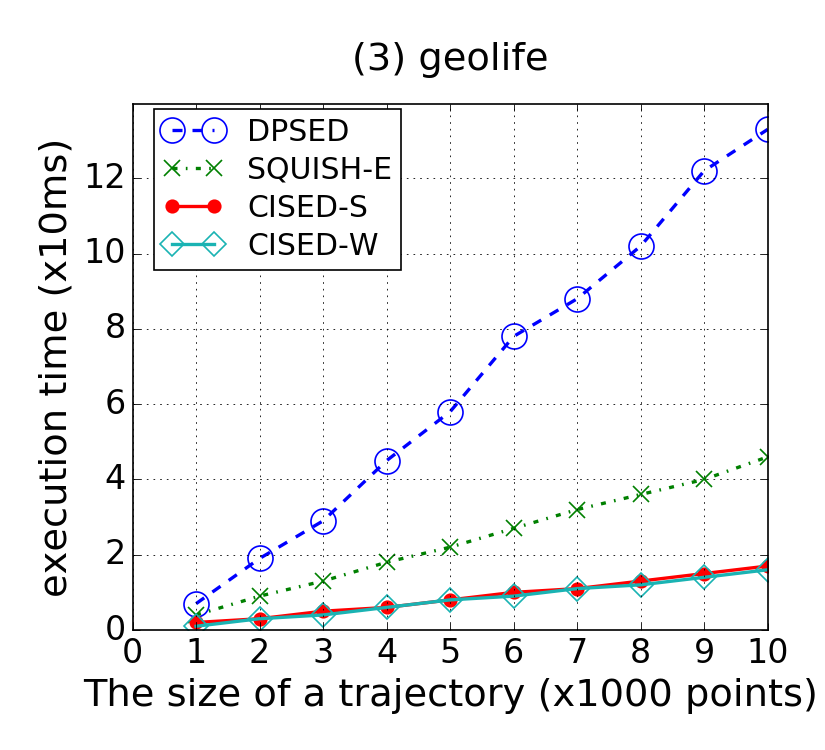 (3) geolife
DPSED
SQUISH-E
CISED-S
CISED-W
execution time (x10ms)
12
10
8
6
4
2
0
0 1 2 3 4 5 6 7 8 9 10
The size of a trajectory (x1000 points)